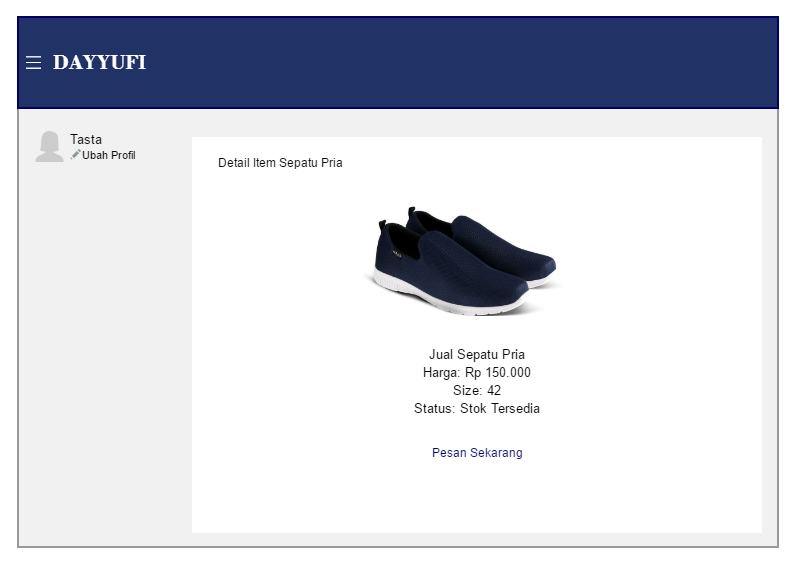 DAYYUFI
Tasta
Ubah Profil
Detail Item Sepatu Pria
Jual Sepatu Pria
Harga: Rp 150.000
Size: 42
Status: Stok Tersedia
Pesan Sekarang